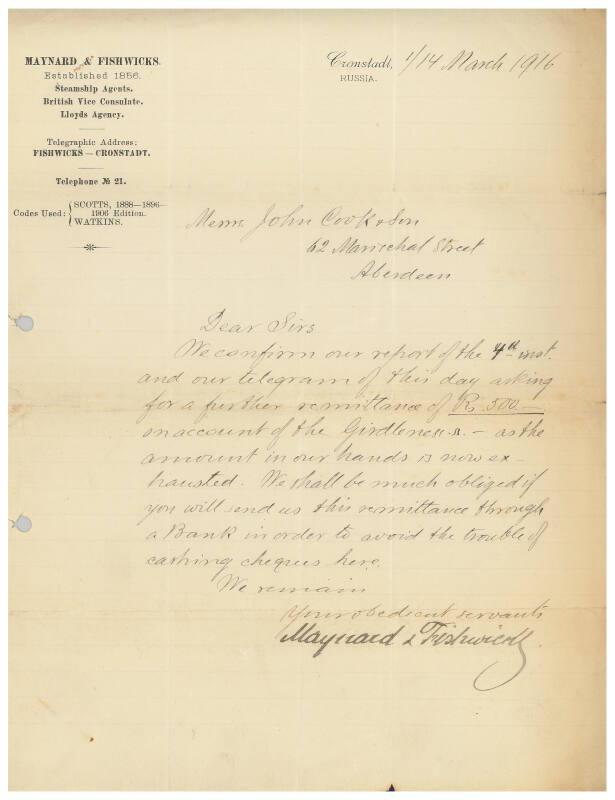 MAYNARD & FISHWICKS.
Established 1856.
Steamship Agents.
British Vice Consulate.
Lloyds Agency.
Telegraphic Address:
FISHWICKS – CRONSTADT.
Telephone № 21.
Codes Used: { SCOTTS, 1888–1896–
1906 Edition.
WATKINS.
Cronstadt, 1/14 March 1916
RUSSIA.
Messrs. John Cook & Son
62 Marischal Street
Aberdeen
Dear Sirs
We confirm our report of the 4th inst.
and our telegram of this day asking
for a further remittance of Rs. 500.—
on account of the Girdleness – as the
amount in our hands is now ex-
hausted. We shall be much obliged if
you will send us this remittance through
a Bank in order to avoid the trouble of
cashing cheques here.
We remain
Your obedient servants
Maynard & Fishwicks